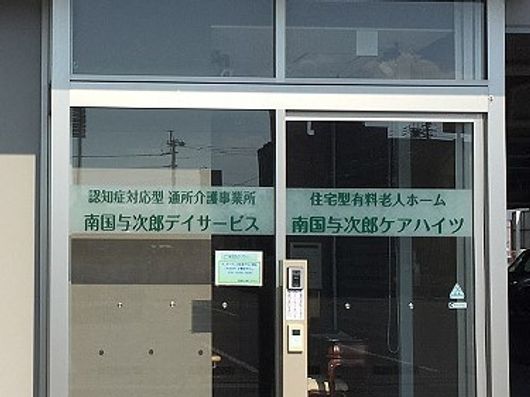 認知症対応型 通所介護事業所
南国与次郎デイサービス
住宅型有料老人ホーム
南国与次郎ケアハイツ